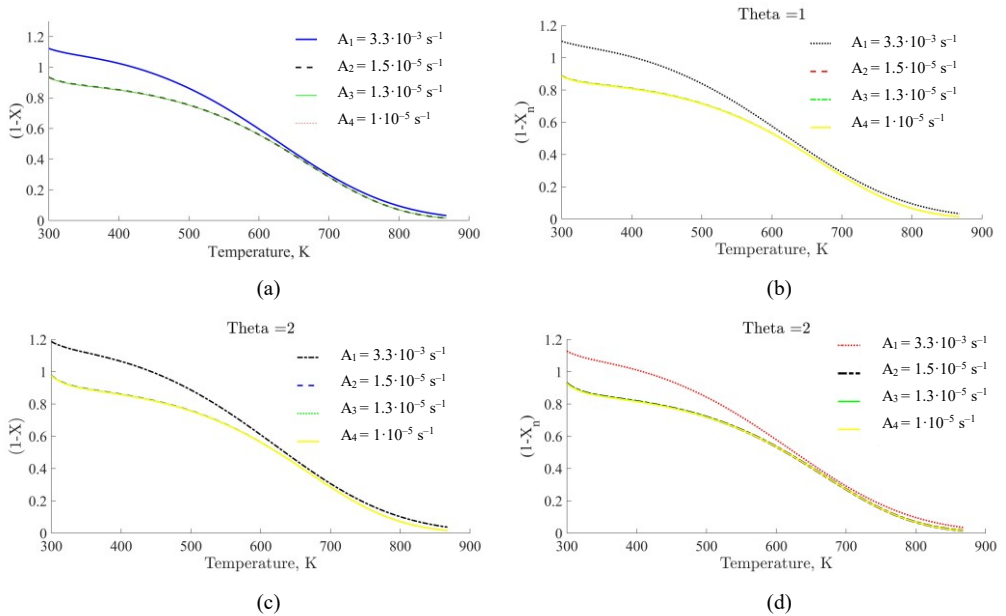 1.2
1
0.8
0.6
0.4
0.2
0
(1-X)
300 400 500 600 700 800 900
Temperature, K
A₁ = 3.3·10⁻³ s⁻¹
A₂ = 1.5·10⁻⁵ s⁻¹
A₃ = 1.3·10⁻⁵ s⁻¹
A₄ = 1·10⁻⁵ s⁻¹
(a)
Theta =1
1.2
1
0.8
0.6
0.4
0.2
0
(1-Xₙ)
300 400 500 600 700 800 900
Temperature, K
A₁ = 3.3·10⁻³ s⁻¹
A₂ = 1.5·10⁻⁵ s⁻¹
A₃ = 1.3·10⁻⁵ s⁻¹
A₄ = 1·10⁻⁵ s⁻¹
(b)
Theta =2
1.2
1
0.8
0.6
0.4
0.2
0
(1-X)
300 400 500 600 700 800 900
Temperature, K
A₁ = 3.3·10⁻³ s⁻¹
A₂ = 1.5·10⁻⁵ s⁻¹
A₃ = 1.3·10⁻⁵ s⁻¹
A₄ = 1·10⁻⁵ s⁻¹
(c)
Theta =2
1.2
1
0.8
0.6
0.4
0.2
0
(1-Xₙ)
300 400 500 600 700 800 900
Temperature, K
A₁ = 3.3·10⁻³ s⁻¹
A₂ = 1.5·10⁻⁵ s⁻¹
A₃ = 1.3·10⁻⁵ s⁻¹
A₄ = 1·10⁻⁵ s⁻¹
(d)